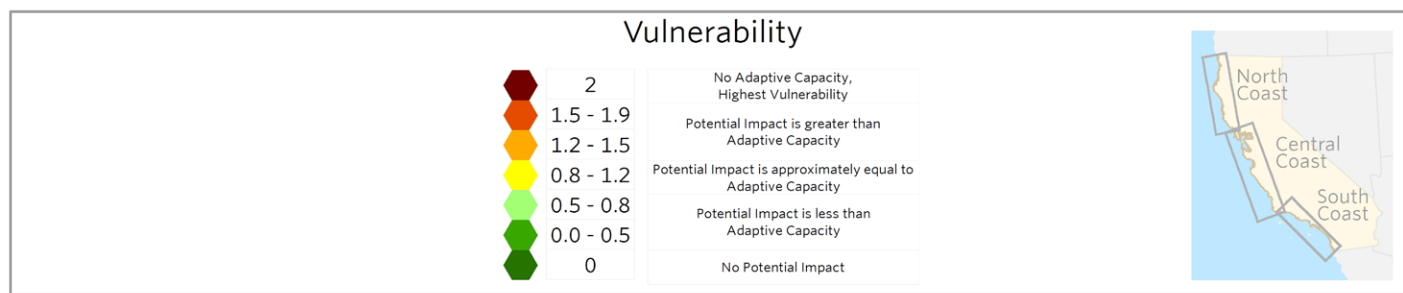 Vulnerability
2
No Adaptive Capacity,
Highest Vulnerability
1.5 - 1.9
1.2 - 1.5
Potential Impact is greater than
Adaptive Capacity
0.8 - 1.2
Potential Impact is approximately equal to
Adaptive Capacity
0.5 - 0.8
0.0 - 0.5
Potential Impact is less than
Adaptive Capacity
0
No Potential Impact
North
Coast
Central
Coast
South
Coast